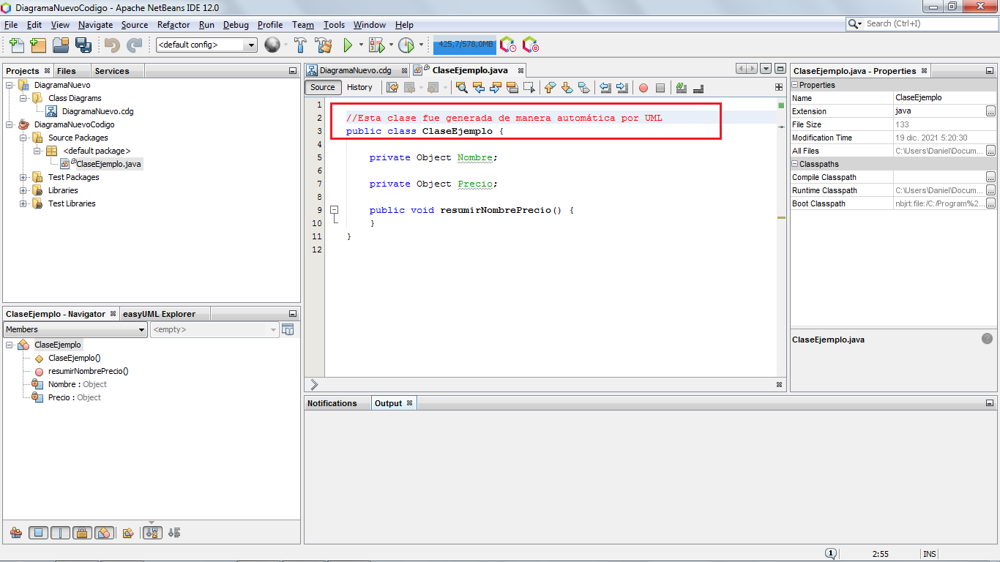 DiagramaNuevoCodigo - Apache NetBeans IDE 12.0
File Edit View Navigate Source Refactor Run Debug Profile Team Tools Window Help
Search (Ctrl+I)
<default config>
425,7/578,0MB
Projects Files Services
DiagramaNuevo
Class Diagrams
DiagramaNuevo.cdg
DiagramaNuevoCodigo
Source Packages
<default package>
ClaseEjemplo.java
Test Packages
Libraries
Test Libraries
ClaseEjemplo - Navigator easyUML Explorer
Members <empty>
ClaseEjemplo
ClaseEjemplo()
resumirNombrePrecio()
Nombre : Object
Precio : Object
DiagramaNuevo.cdg ClaseEjemplo.java
Source History
1
2 //Esta clase fue generada de manera automática por UML
3 public class ClaseEjemplo {
4
5 private Object Nombre;
6
7 private Object Precio;
8
9 public void resumirNombrePrecio() {
10 }
11 }
12
Notifications Output
ClaseEjemplo.java - Properties
Properties
Name ClaseEjemplo
Extension java ...
File Size 133
Modification Time 19 dic. 2021 5:20:30
All Files C:\Users\Daniel\Docum... ...
Classpaths
Compile Classpath ...
Runtime Classpath C:\Users\Daniel\Docum... ...
Boot Classpath nbjrt:file:/C:/Program%2... ...
ClaseEjemplo.java
1 2:55 INS